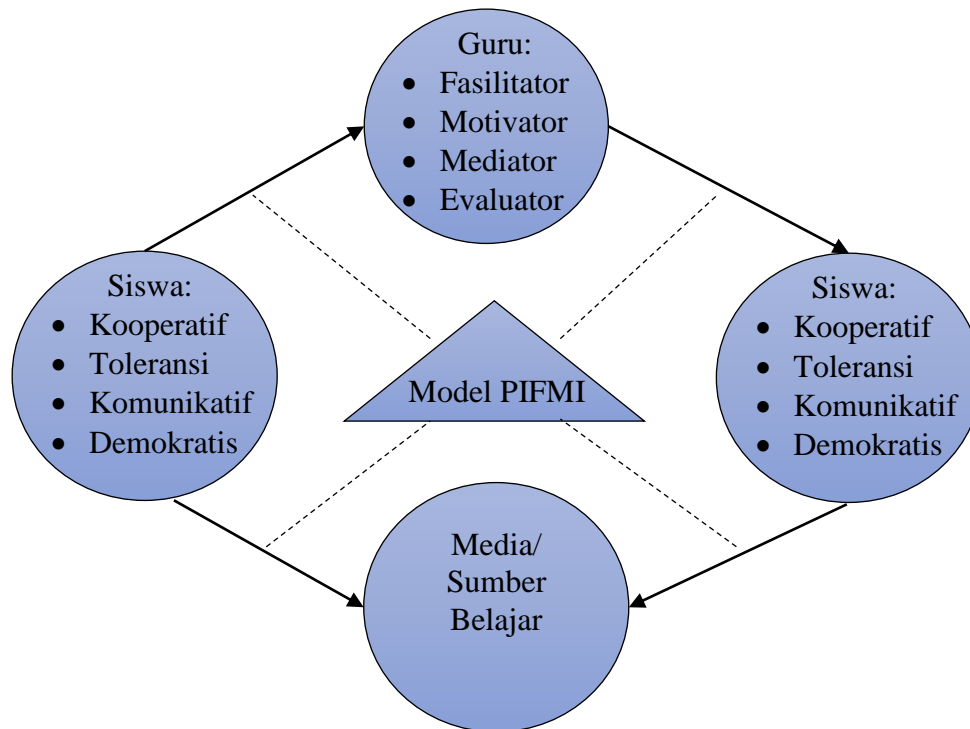 Guru:
• Fasilitator
• Motivator
• Mediator
• Evaluator
Siswa:
• Kooperatif
• Toleransi
• Komunikatif
• Demokratis
Model PIFMI
Siswa:
• Kooperatif
• Toleransi
• Komunikatif
• Demokratis
Media/
Sumber
Belajar